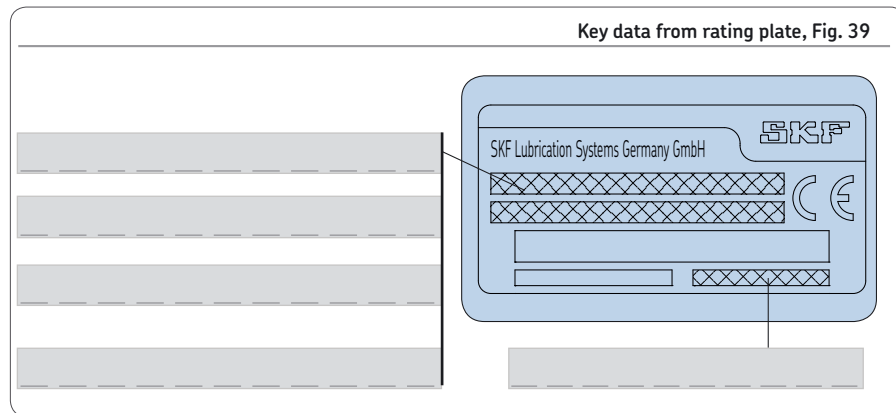 Key data from rating plate, Fig. 39
SKF
SKF Lubrication Systems Germany GmbH
CE